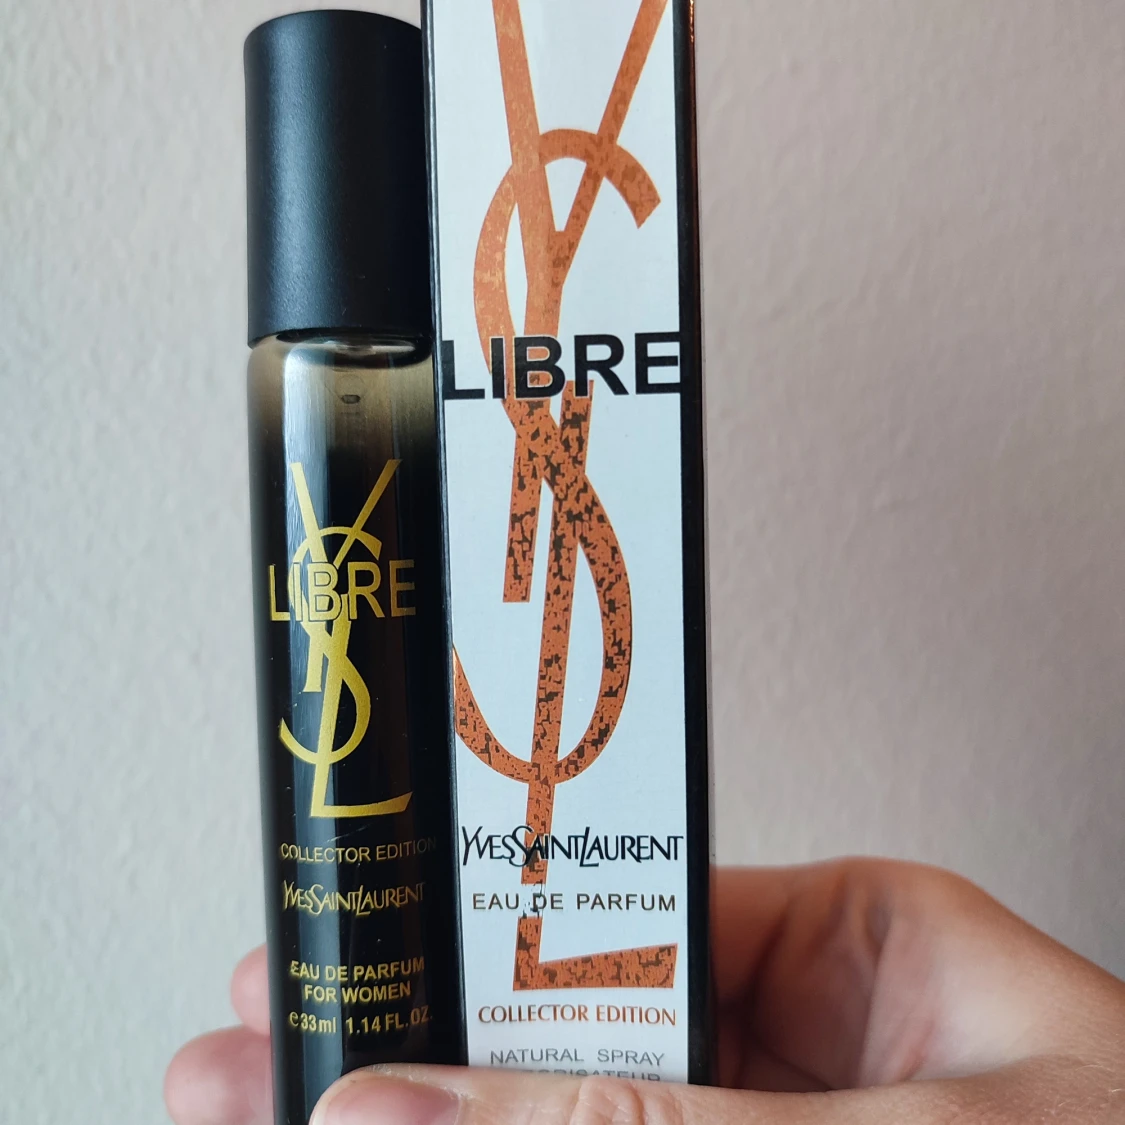 YSL
LIBRE
COLLECTOR EDITION
YVESSAINTLAURENT
EAU DE PARFUM
FOR WOMEN
e 33ml 1.14 FL.OZ.
YSL
LIBRE
YVESSAINTLAURENT
EAU DE PARFUM
COLLECTOR EDITION
NATURAL SPRAY